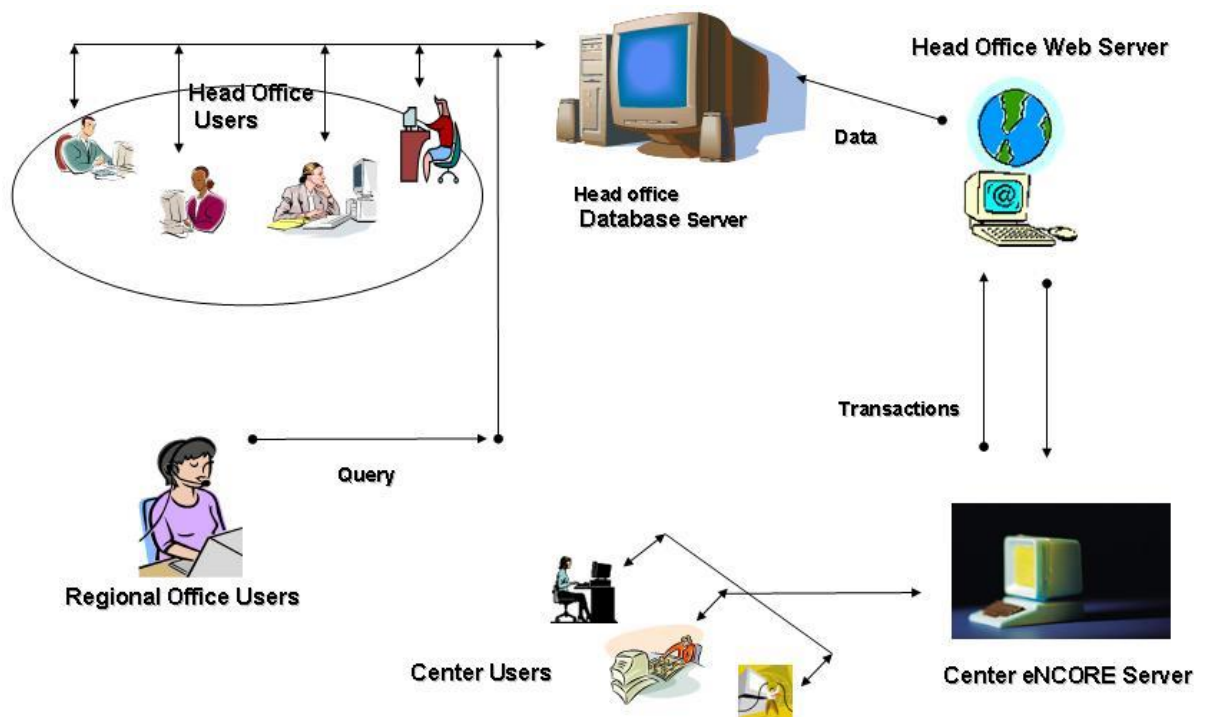 Head Office Web Server
Head Office
Users
Data
Head office
Database Server
Transactions
Query
Regional Office Users
Center Users
Center eNCORE Server
@